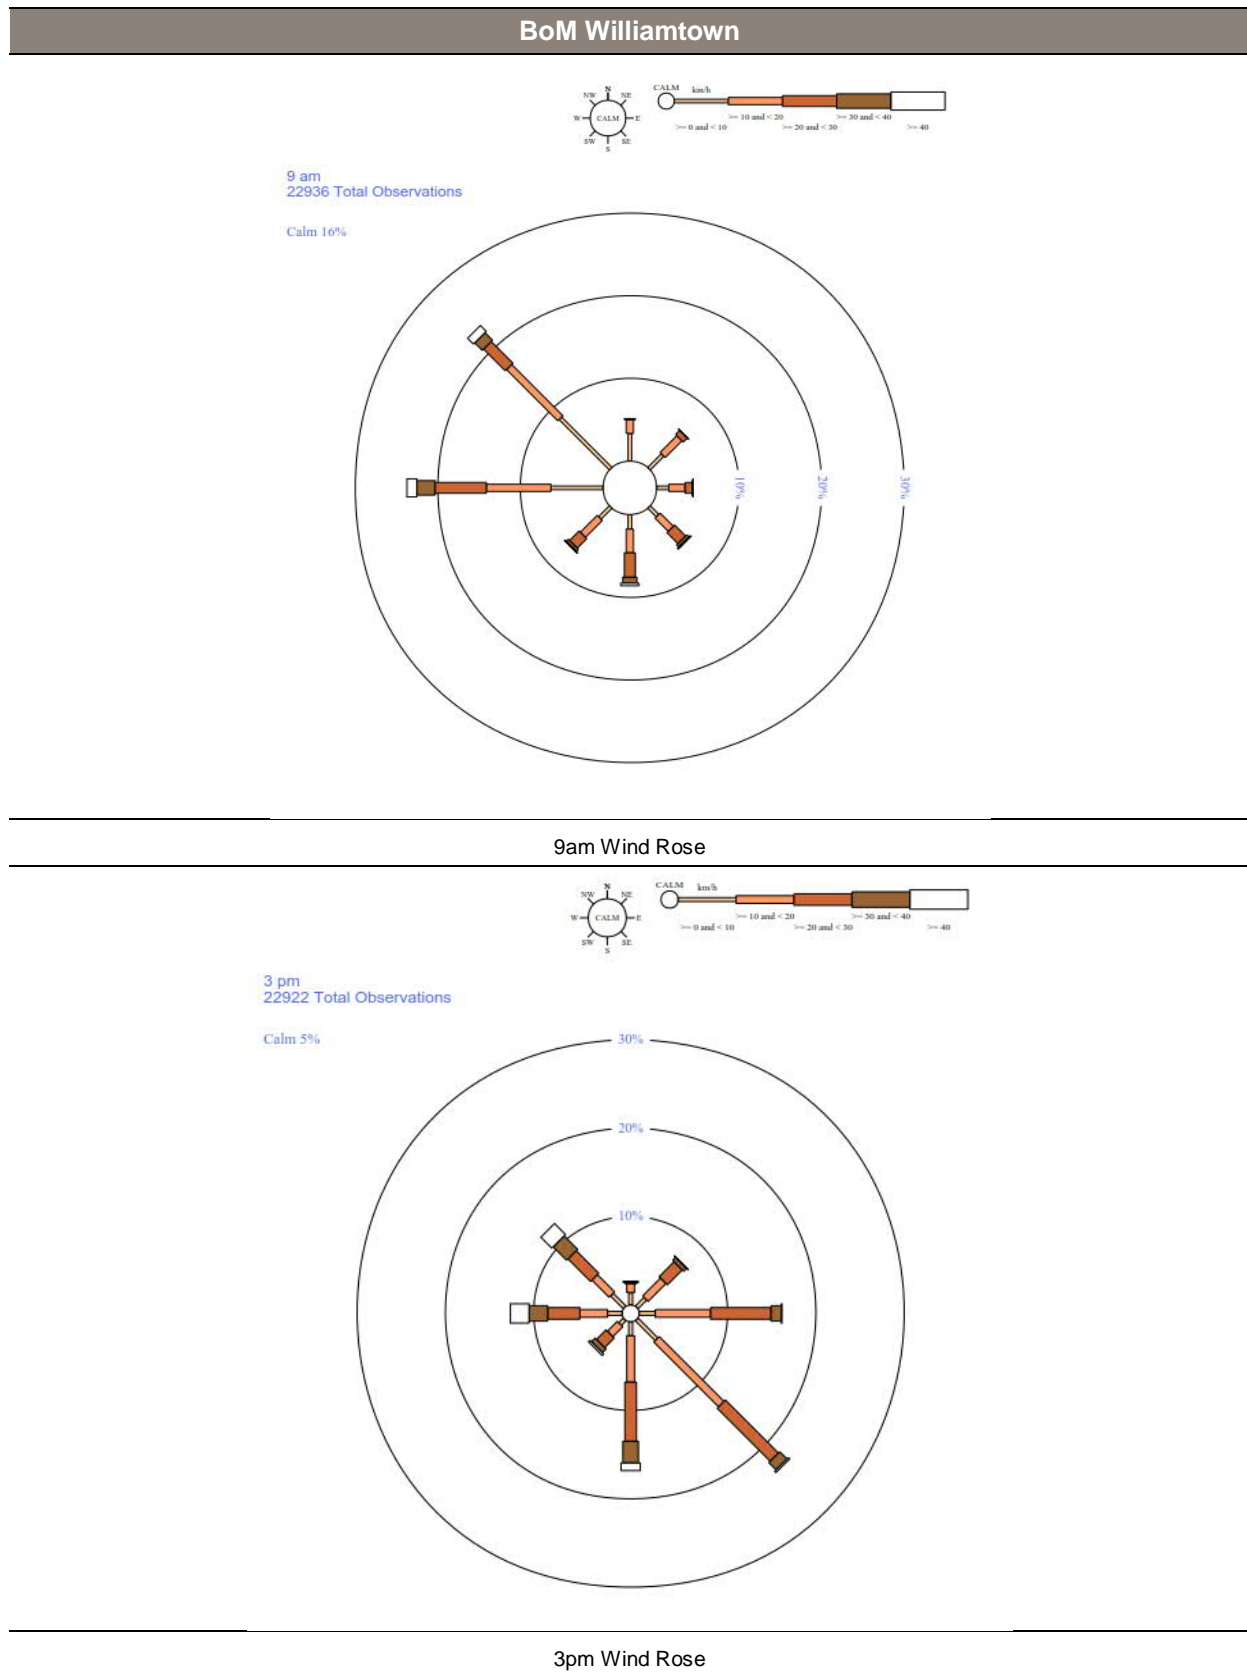 BoM Williamtown
N
NW NE
W CALM E
SW SE
S
CALM km/h
>= 10 and < 20 >= 30 and < 40
>= 0 and < 10 >= 20 and < 30 >= 40
9 am
22936 Total Observations
Calm 16%
10% 20% 30%
9am Wind Rose
N
NW NE
W CALM E
SW SE
S
CALM km/h
>= 10 and < 20 >= 30 and < 40
>= 0 and < 10 >= 20 and < 30 >= 40
3 pm
22922 Total Observations
Calm 5%
30%
20%
10%
3pm Wind Rose